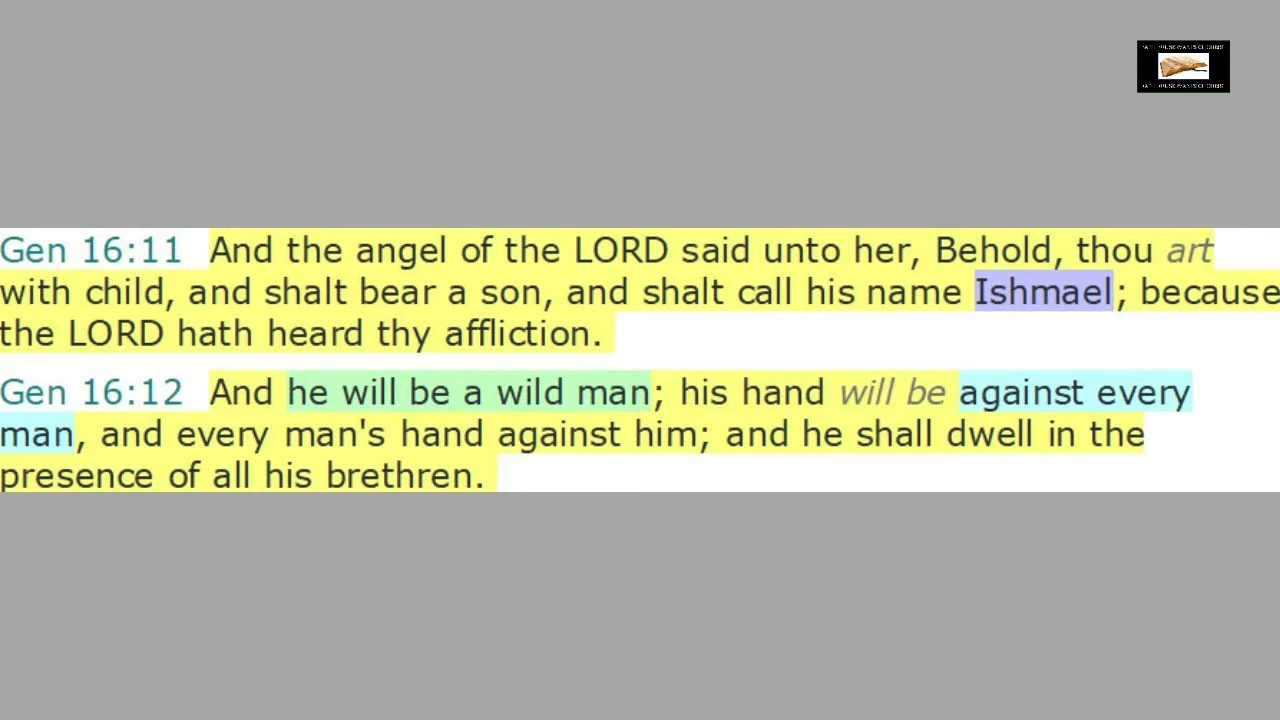 Gen 16:11 And the angel of the LORD said unto her, Behold, thou art
with child, and shalt bear a son, and shalt call his name Ishmael; because
the LORD hath heard thy affliction.
Gen 16:12 And he will be a wild man; his hand will be against every
man, and every man's hand against him; and he shall dwell in the
presence of all his brethren.